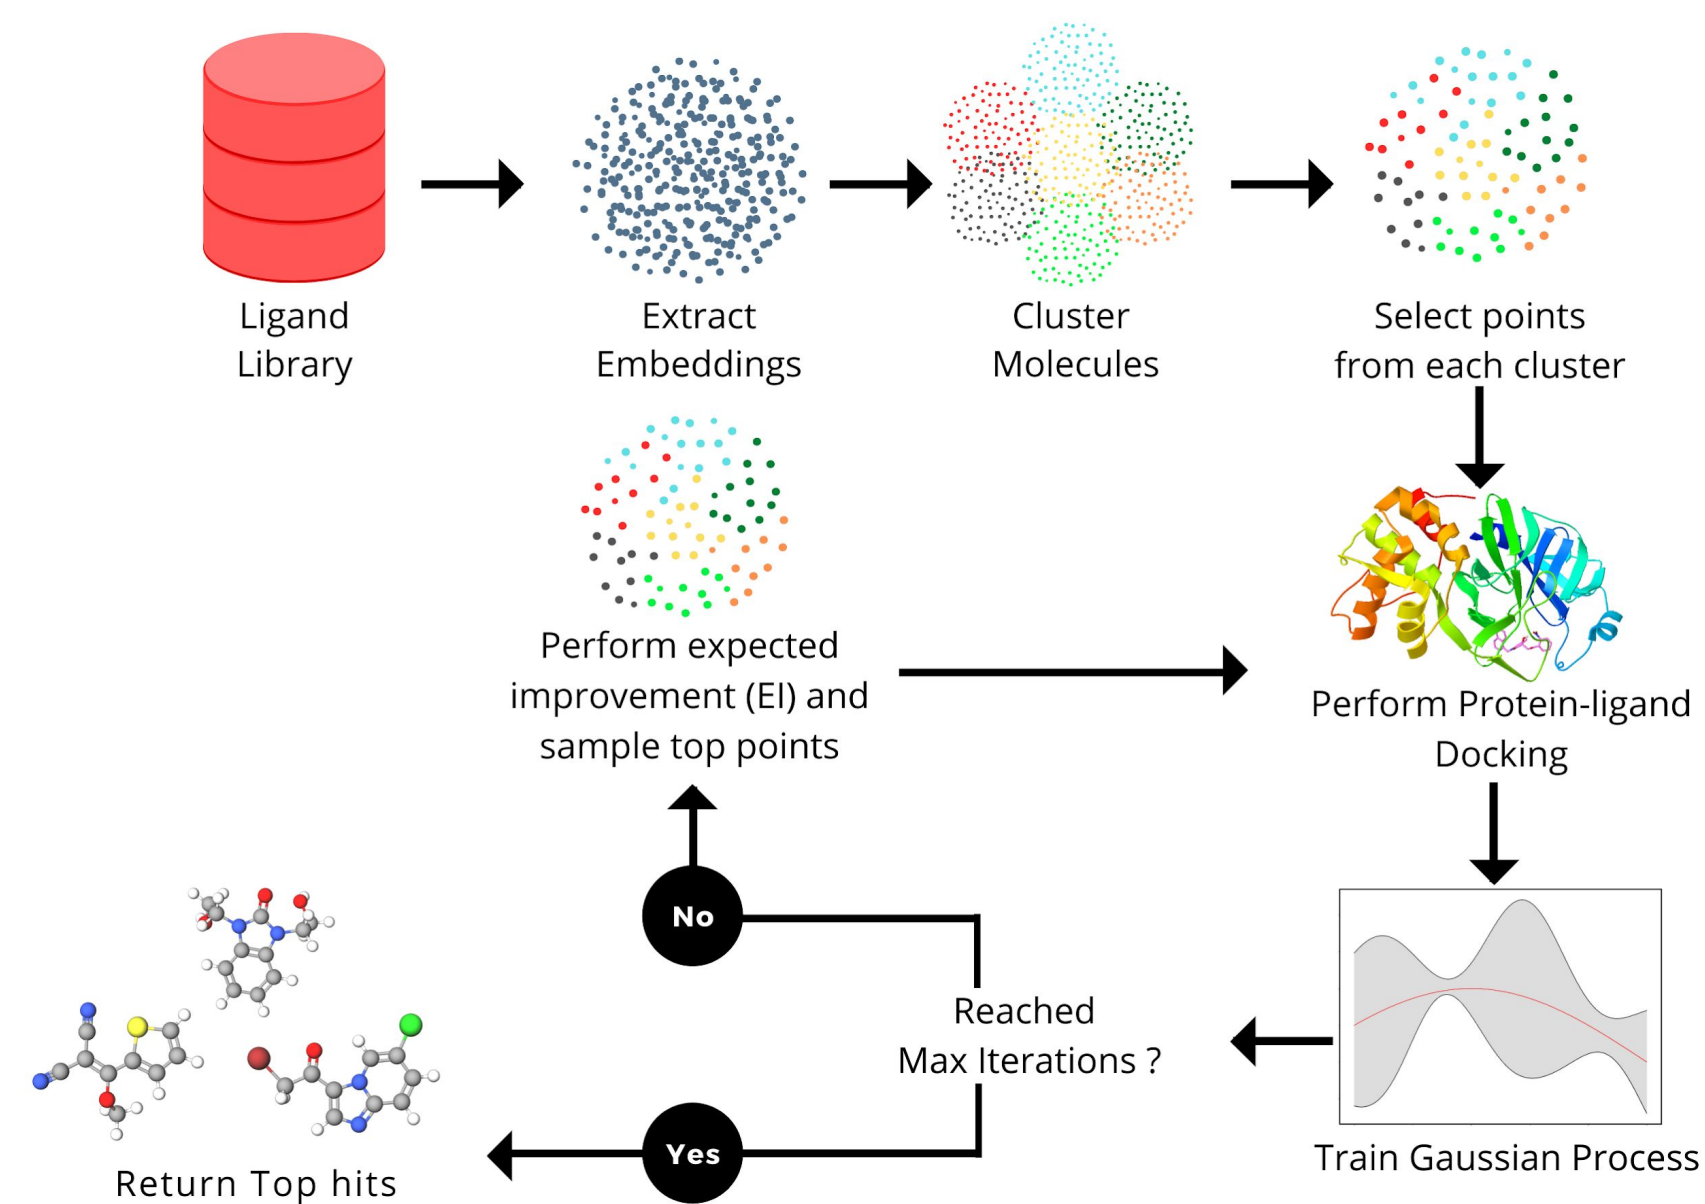 Ligand
Library
Extract
Embeddings
Cluster
Molecules
Select points
from each cluster
Perform expected
improvement (EI) and
sample top points
Perform Protein-ligand
Docking
No
Reached
Max Iterations ?
Yes
Train Gaussian Process
Return Top hits